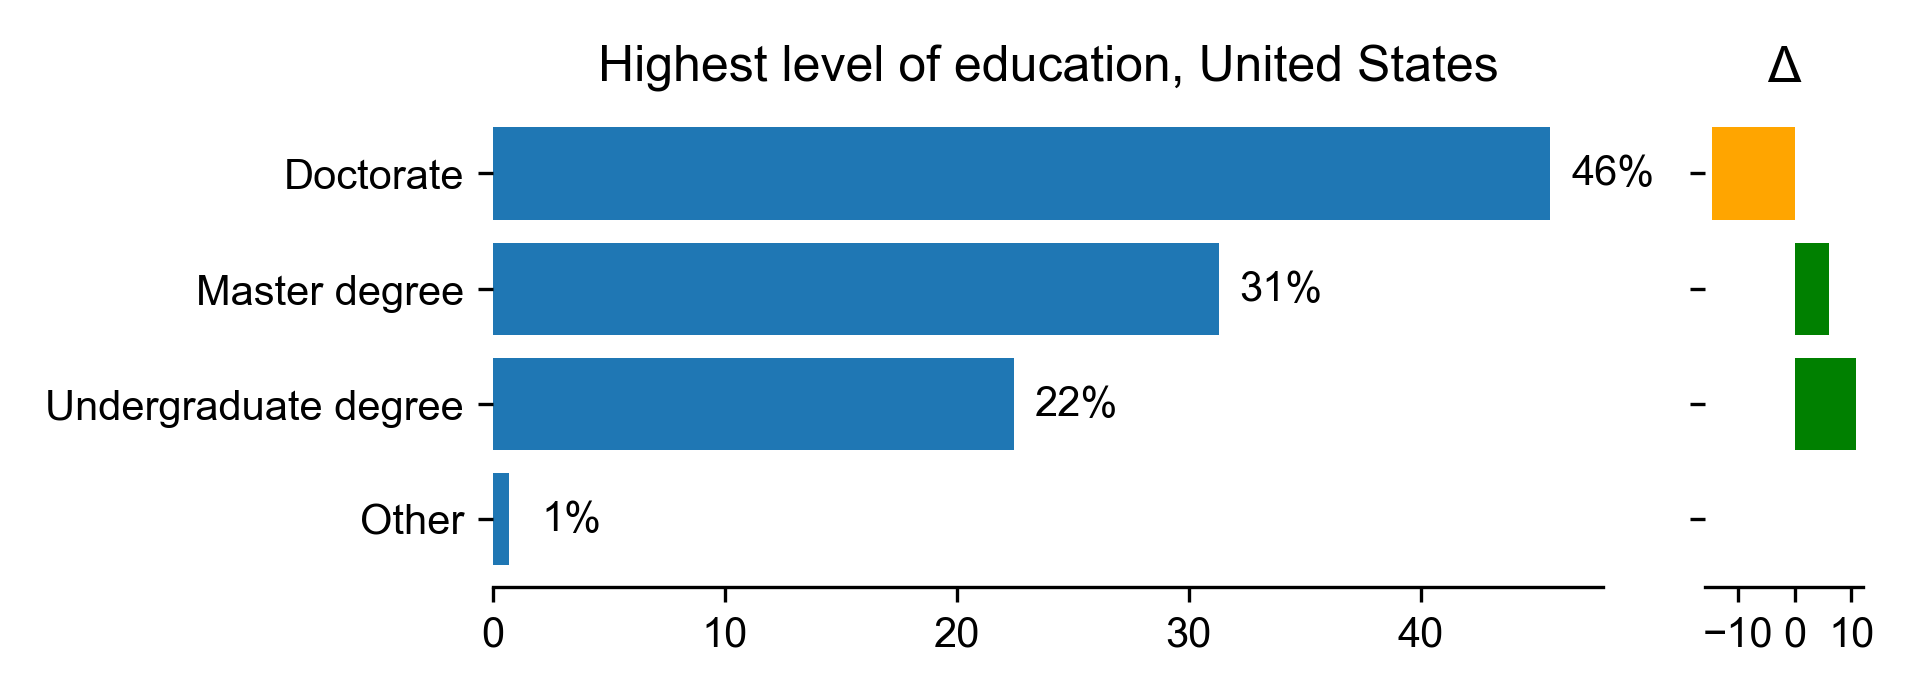 Highest level of education, United States
Δ
Doctorate
46%
Master degree
31%
Undergraduate degree
22%
Other
1%
0 10 20 30 40
−10 0 10